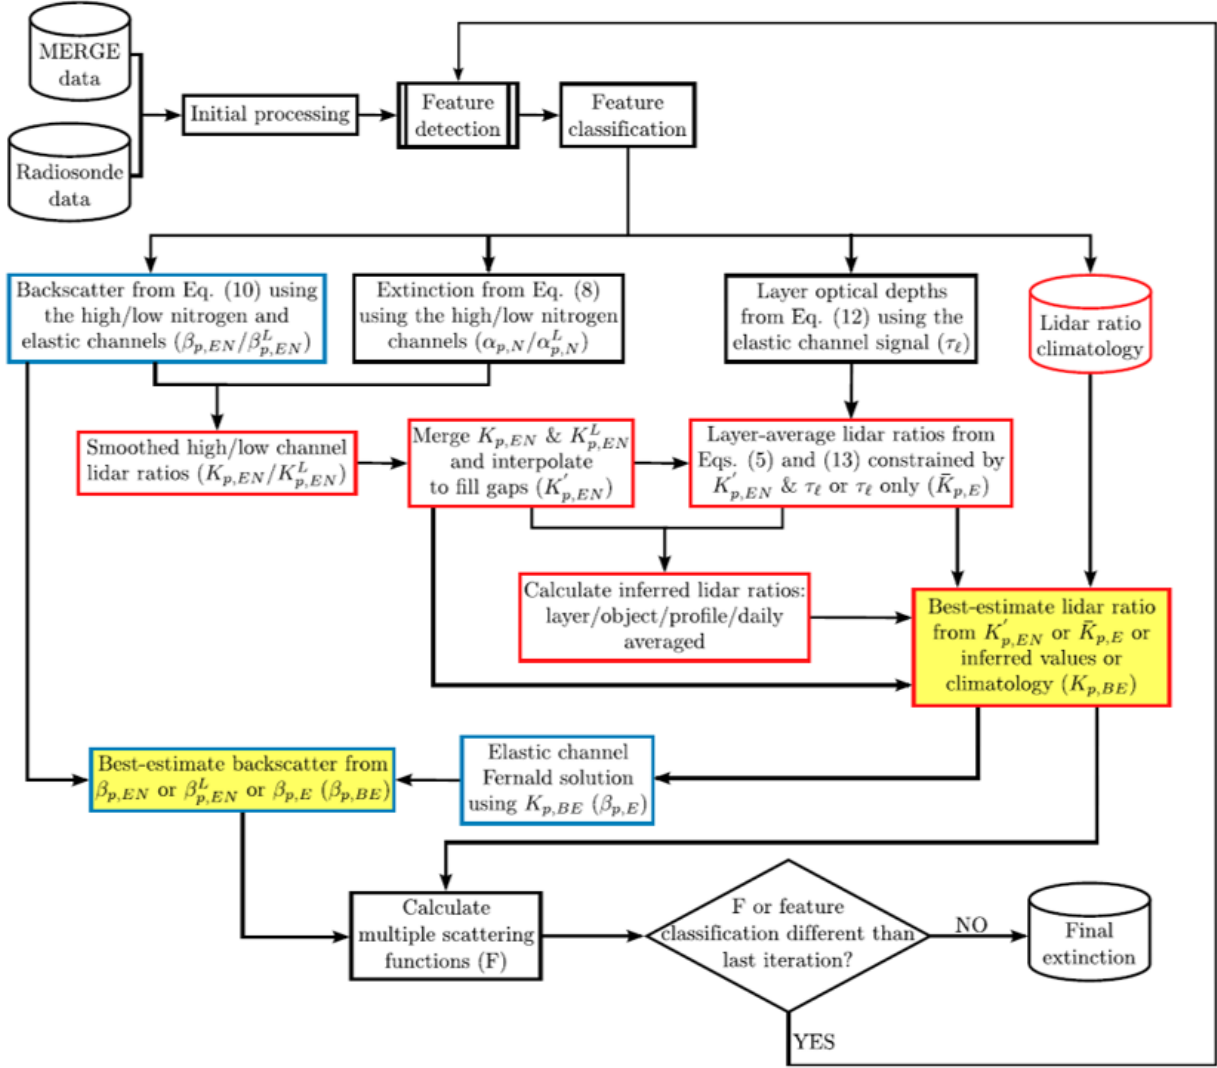 MERGE
data
Radiosonde
data
Initial processing
Feature
detection
Feature
classification
Backscatter from Eq. (10) using
the high/low nitrogen and
elastic channels (β_{p,EN}/β^L_{p,EN})
Extinction from Eq. (8)
using the high/low nitrogen
channels (α_{p,N}/α^L_{p,N})
Layer optical depths
from Eq. (12) using the
elastic channel signal (τ_ℓ)
Lidar ratio
climatology
Smoothed high/low channel
lidar ratios (K_{p,EN}/K^L_{p,EN})
Merge K_{p,EN} & K^L_{p,EN}
and interpolate
to fill gaps (K'_{p,EN})
Layer-average lidar ratios from
Eqs. (5) and (13) constrained by
K'_{p,EN} & τ_ℓ or τ_ℓ only (K̄_{p,E})
Calculate inferred lidar ratios:
layer/object/profile/daily
averaged
Best-estimate lidar ratio
from K'_{p,EN} or K̄_{p,E} or
inferred values or
climatology (K_{p,BE})
Best-estimate backscatter from
β_{p,EN} or β^L_{p,EN} or β_{p,E} (β_{p,BE})
Elastic channel
Fernald solution
using K_{p,BE} (β_{p,E})
Calculate
multiple scattering
functions (F)
F or feature
classification different than
last iteration?
NO
Final
extinction
YES